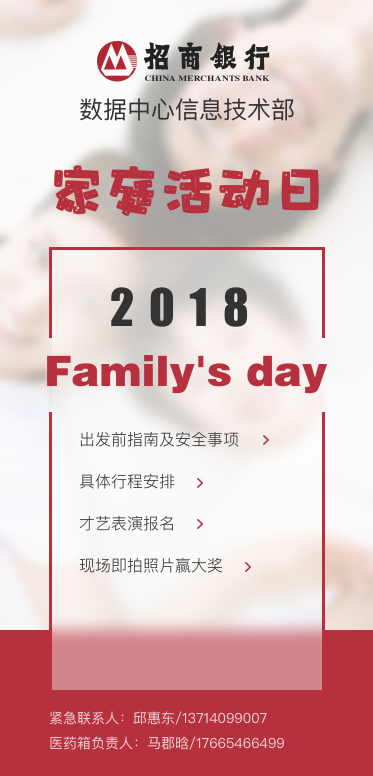 招商银行
CHINA MERCHANTS BANK
数据中心信息技术部
家庭活动日
2018
Family's day
出发前指南及安全事项
具体行程安排
才艺表演报名
现场即拍照片赢大奖
紧急联系人：邱惠东/13714099007
医药箱负责人：马郡晗/17665466499